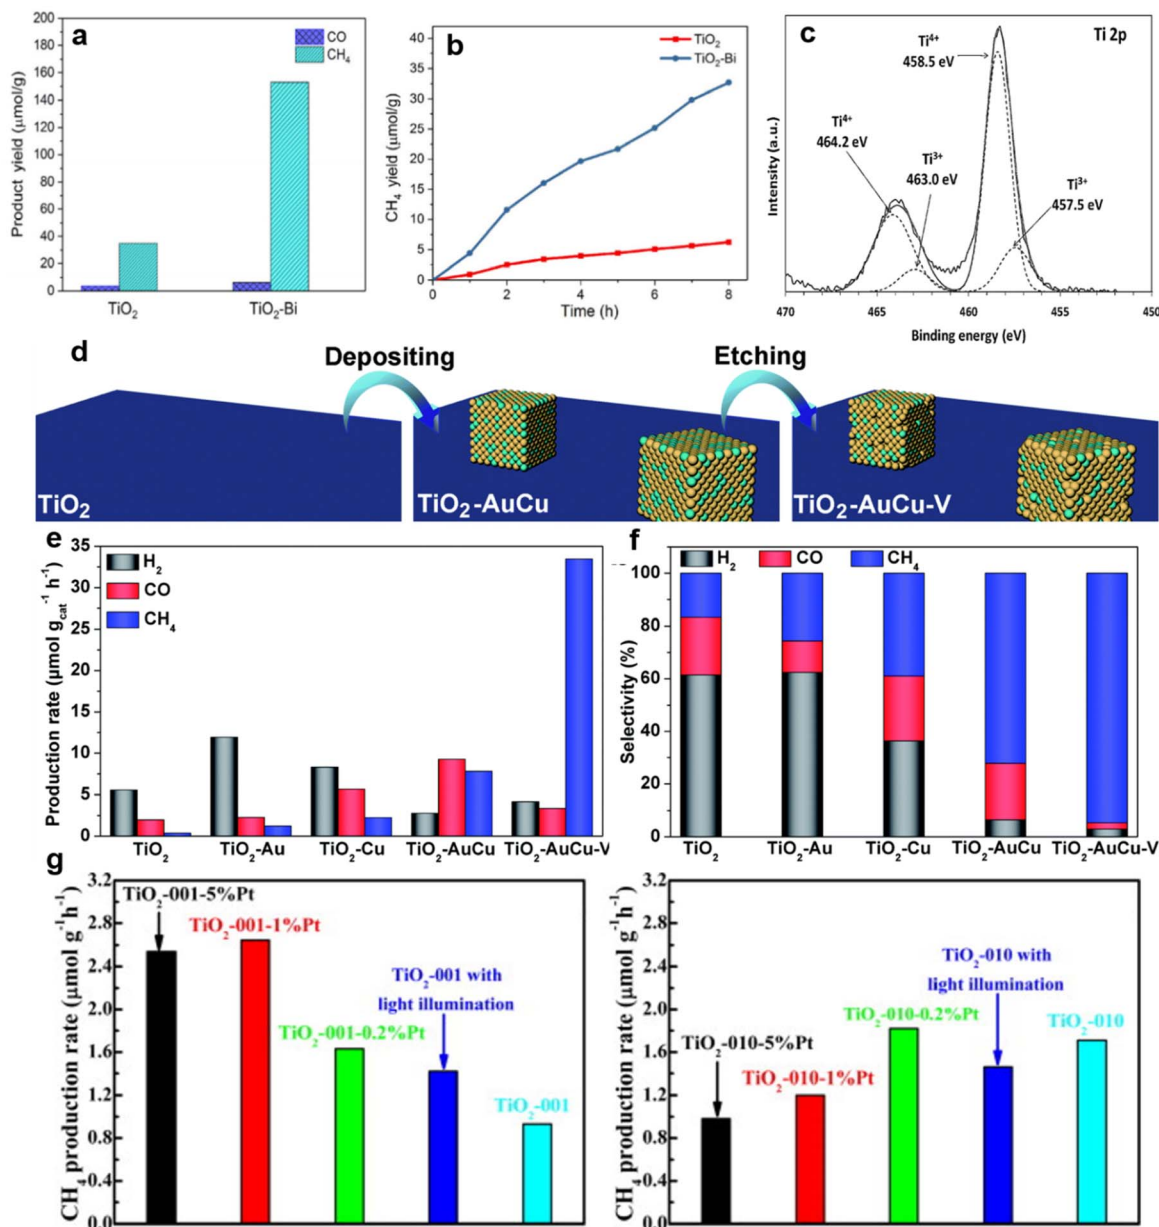 a
CO
CH₄
Product yield (μmol/g)
200
180
160
140
120
100
80
60
40
20
0
TiO₂
TiO₂-Bi
b
TiO₂
TiO₂-Bi
CH₄ yield (μmol/g)
40
35
30
25
20
15
10
5
0
0 2 4 6 8
Time (h)
c
Ti 2p
Ti⁴⁺
458.5 eV
Ti⁴⁺
464.2 eV
Ti³⁺
463.0 eV
Ti³⁺
457.5 eV
Intensity (a.u.)
470 465 460 455 450
Binding energy (eV)
d
Depositing
Etching
TiO₂
TiO₂-AuCu
TiO₂-AuCu-V
e
H₂
CO
CH₄
Production rate (μmol g_cat⁻¹ h⁻¹)
35
30
25
20
15
10
5
0
TiO₂ TiO₂-Au TiO₂-Cu TiO₂-AuCu TiO₂-AuCu-V
f
H₂ CO CH₄
Selectivity (%)
100
80
60
40
20
0
TiO₂ TiO₂-Au TiO₂-Cu TiO₂-AuCu TiO₂-AuCu-V
g
CH₄ production rate (μmol g⁻¹h⁻¹)
3.2
2.8
2.4
2.0
1.6
1.2
0.8
0.4
0.0
TiO₂-001-5%Pt
TiO₂-001-1%Pt
TiO₂-001-0.2%Pt
TiO₂-001 with
light illumination
TiO₂-001
CH₄ production rate (μmol g⁻¹h⁻¹)
3.2
2.8
2.4
2.0
1.6
1.2
0.8
0.4
0.0
TiO₂-010-5%Pt
TiO₂-010-1%Pt
TiO₂-010-0.2%Pt
TiO₂-010 with
light illumination
TiO₂-010